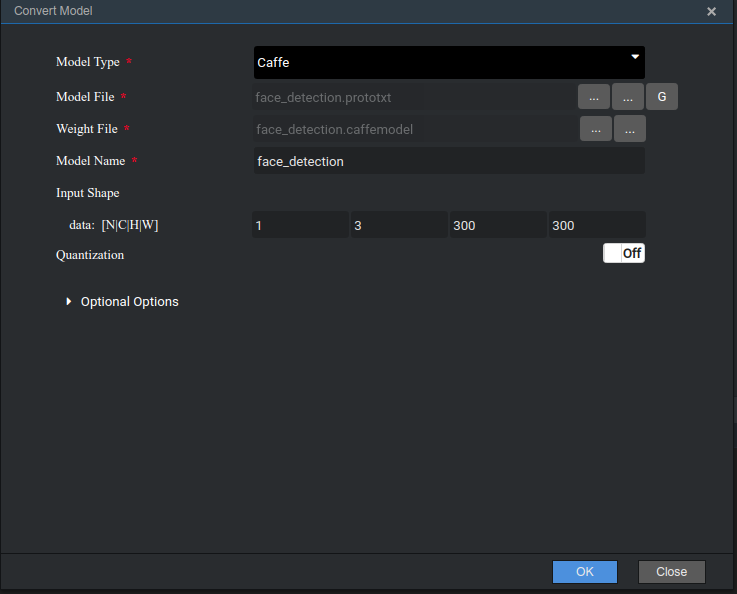 Convert Model ×
Model Type * Caffe
Model File * face_detection.prototxt ... ... G
Weight File * face_detection.caffemodel ... ...
Model Name * face_detection
Input Shape
data: [N|C|H|W] 1 3 300 300
Quantization Off
Optional Options
OK Close